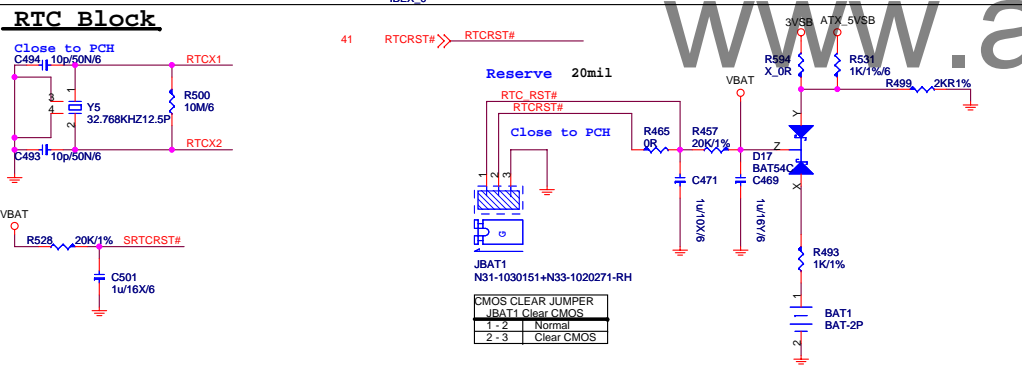 IBEX_S
RTC Block
Close to PCH
C494 10p/50N/6
RTCX1
3
4
1
2
Y5
32.768KHZ12.5P
R500
10M/6
RTCX2
C493 10p/50N/6
VBAT
R528 20K/1% SRTCRST#
C501
1u/16X/6
41 RTCRST# RTCRST#
Reserve 20mil
RTC_RST#
RTCRST#
Close to PCH
1 2 3
G
JBAT1
N31-1030151+N33-1020271-RH
CMOS CLEAR JUMPER
JBAT1 Clear CMOS
1 - 2 Normal
2 - 3 Clear CMOS
R465
0R
R457
20K/1%
C471
1u/10X/6
VBAT
C469
1u/16Y/6
www.a
3VSB ATX_5VSB
R594
X_0R
R531
1K/1%/6
R499 2KR1%
Y
Z
X
D17
BAT54C
R493
1K/1%
1
2
BAT1
BAT-2P